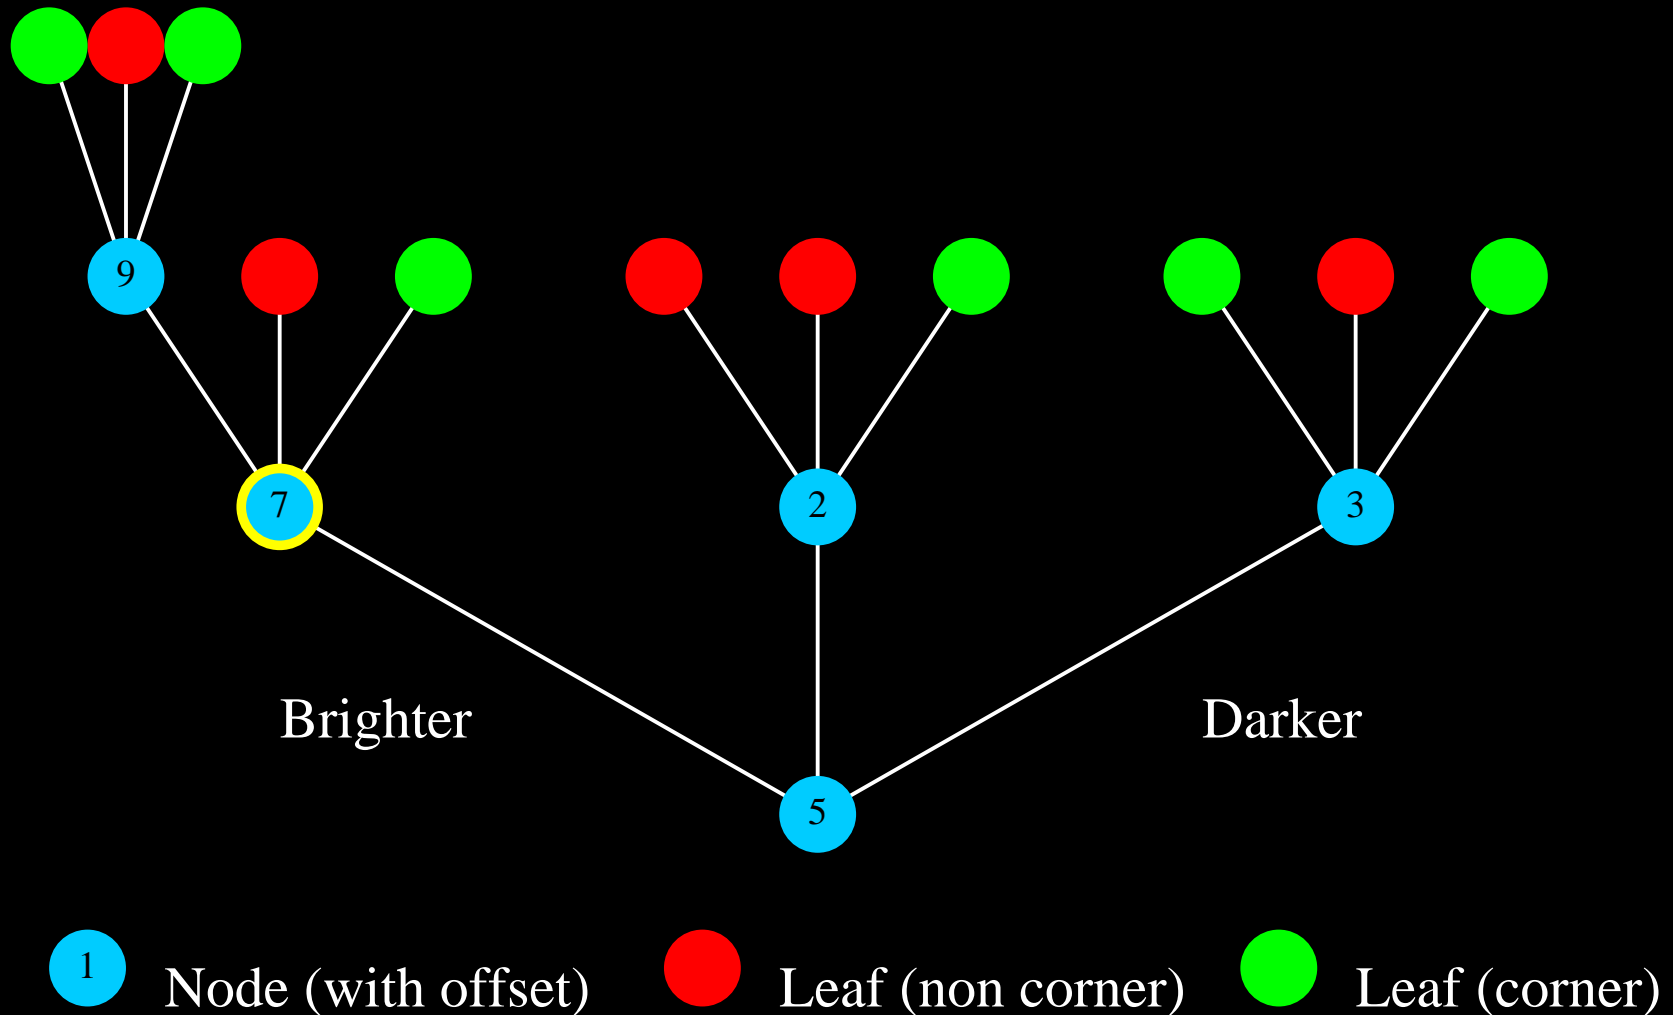 9
7
2
3
Brighter
Darker
5
1
Node (with offset)
Leaf (non corner)
Leaf (corner)